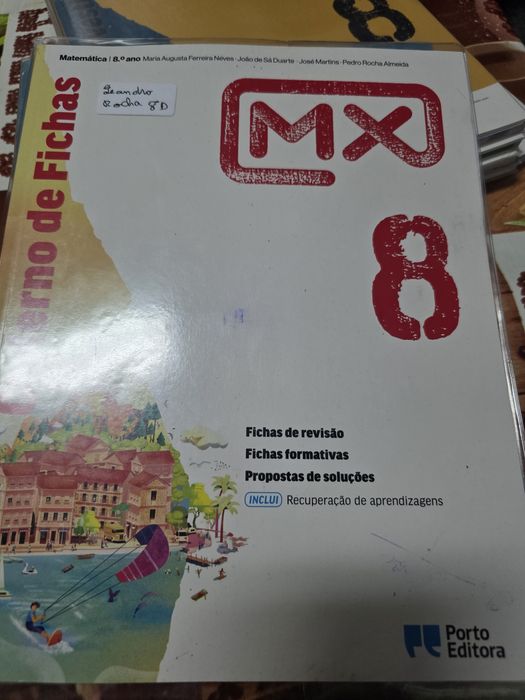 Matemática | 8.º ano Maria Augusta Ferreira Neves · João de Sá Duarte · José Martins · Pedro Rocha Almeida
Leandro
Rocha 8D
MX
8
erno de Fichas
Fichas de revisão
Fichas formativas
Propostas de soluções
INCLUI Recuperação de aprendizagens
Porto
Editora